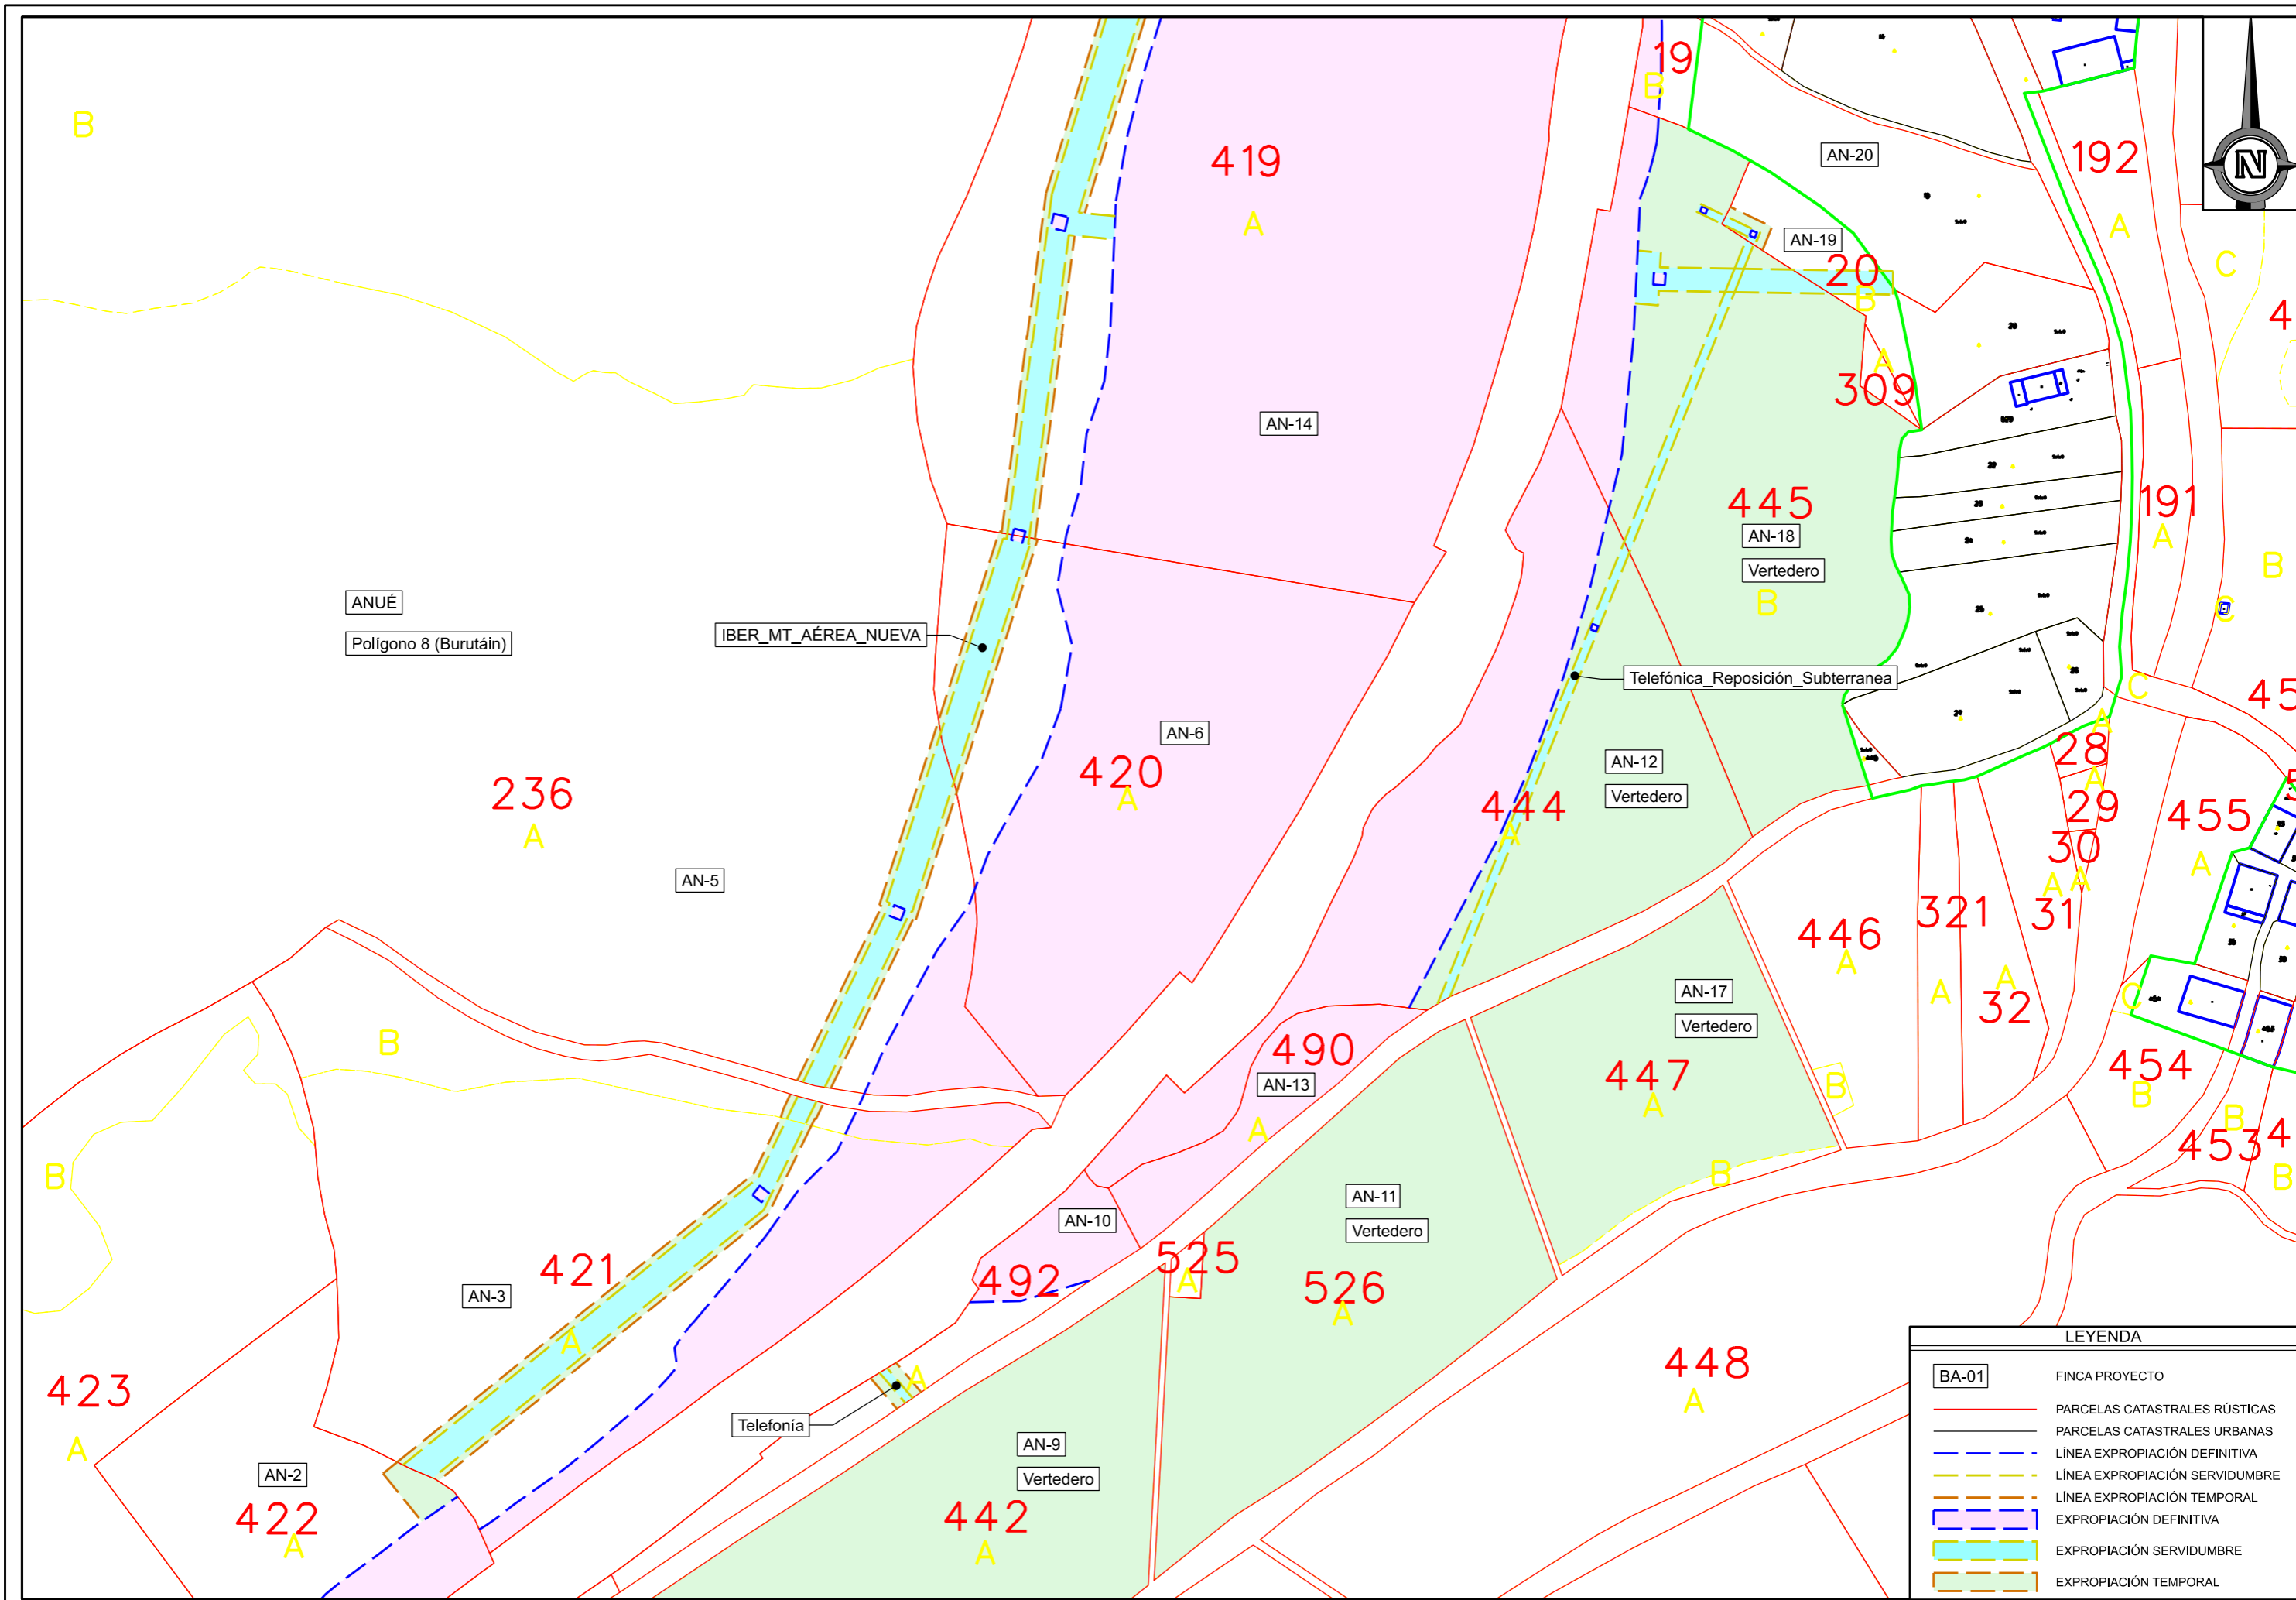 B
19
B
419
A
AN-20
192
A
N
AN-19
20
B
C
4
A
309
AN-14
445
AN-18
Vertedero
B
191
A
B
C
ANUÉ
Polígono 8 (Burutáin)
IBER_MT_AÉREA_NUEVA
Telefónica_Reposición_Subterranea
C
45
A
28
A
AN-6
420
A
AN-12
Vertedero
444
A
236
A
29
455
A
30
A
A
31
AN-5
321
A
446
A
A
32
C
AN-17
Vertedero
B
490
AN-13
A
447
A
B
454
B
B
453
4
B
B
B
AN-11
Vertedero
AN-10
525
A
526
A
492
421
A
AN-3
423
A
Telefonía
A
448
A
AN-9
Vertedero
442
A
AN-2
422
A
LEYENDA
BA-01 FINCA PROYECTO
PARCELAS CATASTRALES RÚSTICAS
PARCELAS CATASTRALES URBANAS
LÍNEA EXPROPIACIÓN DEFINITIVA
LÍNEA EXPROPIACIÓN SERVIDUMBRE
LÍNEA EXPROPIACIÓN TEMPORAL
EXPROPIACIÓN DEFINITIVA
EXPROPIACIÓN SERVIDUMBRE
EXPROPIACIÓN TEMPORAL